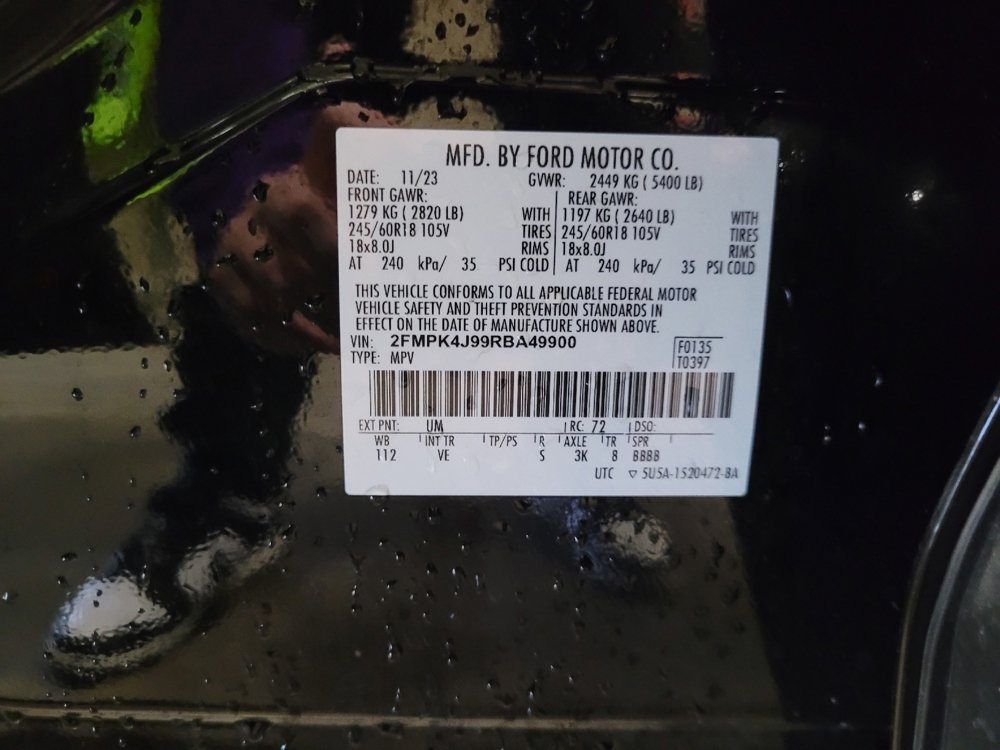 MFD. BY FORD MOTOR CO.
DATE: 11/23 GVWR: 2449 KG ( 5400 LB)
FRONT GAWR: REAR GAWR:
1279 KG ( 2820 LB) WITH 1197 KG ( 2640 LB) WITH
245/60R18 105V TIRES 245/60R18 105V TIRES
18x8.0J RIMS 18x8.0J RIMS
AT 240 kPa/ 35 PSI COLD AT 240 kPa/ 35 PSI COLD
THIS VEHICLE CONFORMS TO ALL APPLICABLE FEDERAL MOTOR
VEHICLE SAFETY AND THEFT PREVENTION STANDARDS IN
EFFECT ON THE DATE OF MANUFACTURE SHOWN ABOVE.
VIN: 2FMPK4J99RBA49900 F0135
TYPE: MPV T0397
EXT PNT: UM RC: 72 DSO:
WB INT TR TP/PS R AXLE TR SPR
112 VE S 3K 8 BBBB
UTC ▽ 5U5A-1520472-BA